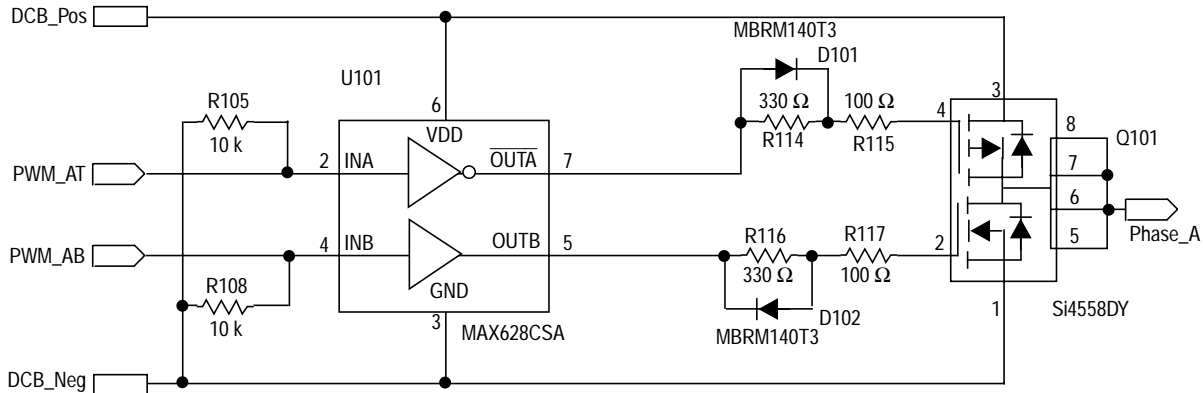 DCB_Pos
MBRM140T3
D101
U101
R105
10 k
6
VDD
330 Ω
R114
100 Ω
R115
3
4
8
Q101
7
6
5
PWM_AT
2
INA
OUTA
7
PWM_AB
4
INB
OUTB
5
R116
330 Ω
R117
100 Ω
2
Phase_A
R108
10 k
GND
3
MAX628CSA
MBRM140T3
D102
1
Si4558DY
DCB_Neg